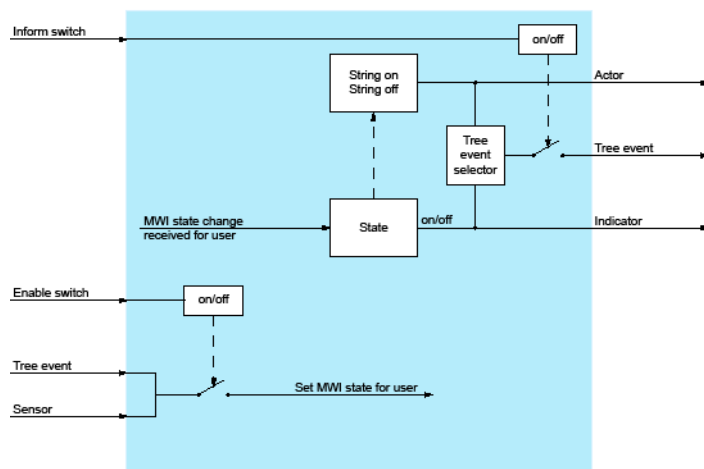 Inform switch
on/off
String on
String off
Actor
Tree
event
selector
Tree event
MWI state change
received for user
State
on/off
Indicator
Enable switch
on/off
Tree event
Set MWI state for user
Sensor